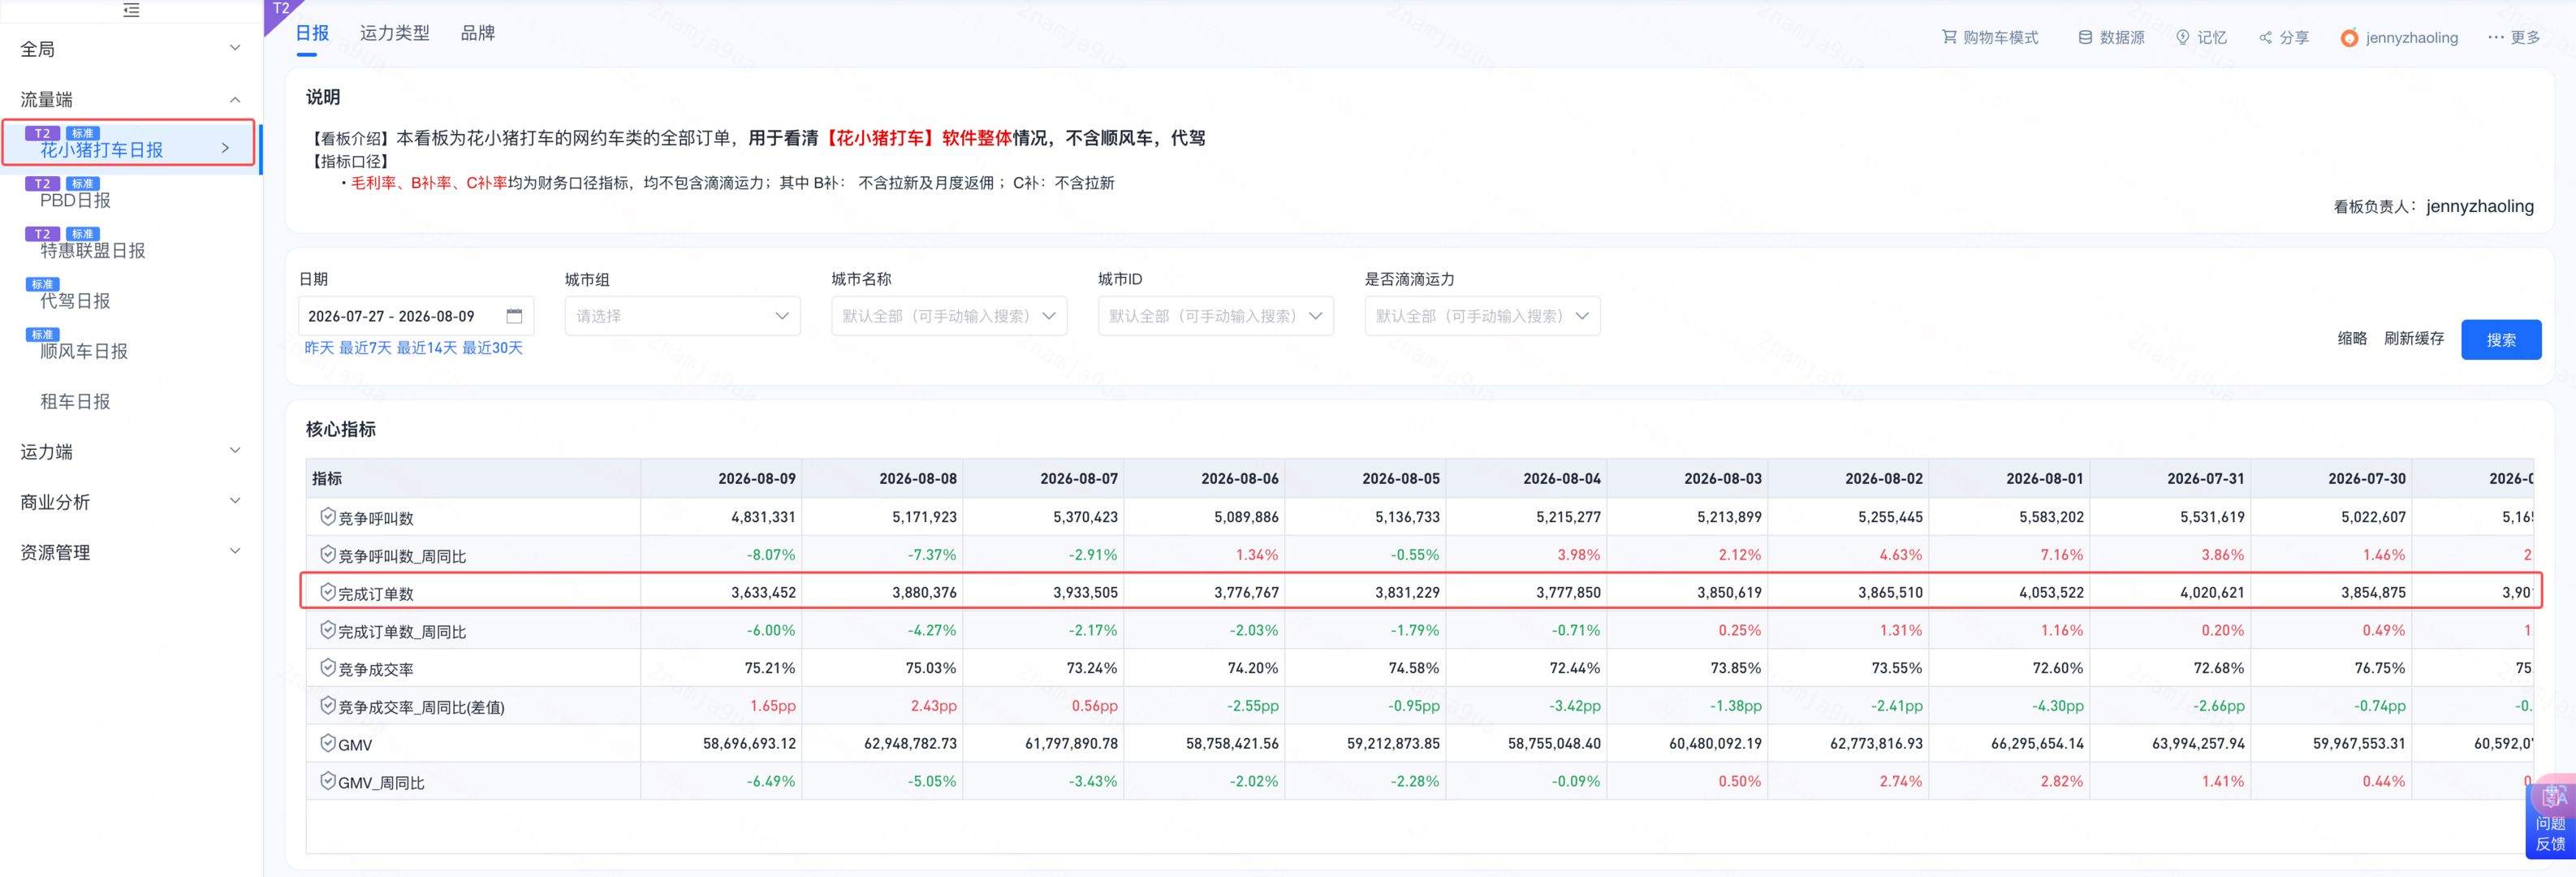 T2
日报 运力类型 品牌
购物车模式 数据源 记忆 分享 jennyzhaoling ··· 更多
全局
流量端
T2 标准
花小猪打车日报
T2 标准
PBD日报
T2 标准
特惠联盟日报
标准
代驾日报
标准
顺风车日报
租车日报
运力端
商业分析
资源管理
说明
【看板介绍】本看板为花小猪打车的网约车类的全部订单，用于看清【花小猪打车】软件整体情况，不含顺风车，代驾
【指标口径】
• 毛利率、B补率、C补率均为财务口径指标，均不包含滴滴运力；其中 B补： 不含拉新及月度返佣； C补：不含拉新
看板负责人： jennyzhaoling
日期 城市组 城市名称 城市ID 是否滴滴运力
2026-07-27 - 2026-08-09 请选择 默认全部（可手动输入搜索） 默认全部（可手动输入搜索） 默认全部（可手动输入搜索）
昨天 最近7天 最近14天 最近30天
缩略 刷新缓存 搜索
核心指标
指标 2026-08-09 2026-08-08 2026-08-07 2026-08-06 2026-08-05 2026-08-04 2026-08-03 2026-08-02 2026-08-01 2026-07-31 2026-07-30 2026-0
竞争呼叫数 4,831,331 5,171,923 5,370,423 5,089,886 5,136,733 5,215,277 5,213,899 5,255,445 5,583,202 5,531,619 5,022,607 5,16
竞争呼叫数_周同比 -8.07% -7.37% -2.91% 1.34% -0.55% 3.98% 2.12% 4.63% 7.16% 3.86% 1.46% 2
完成订单数 3,633,452 3,880,376 3,933,505 3,776,767 3,831,229 3,777,850 3,850,619 3,865,510 4,053,522 4,020,621 3,854,875 3,90
完成订单数_周同比 -6.00% -4.27% -2.17% -2.03% -1.79% -0.71% 0.25% 1.31% 1.16% 0.20% 0.49% 1
竞争成交率 75.21% 75.03% 73.24% 74.20% 74.58% 72.44% 73.85% 73.55% 72.60% 72.68% 76.75% 75
竞争成交率_周同比(差值) 1.65pp 2.43pp 0.56pp -2.55pp -0.95pp -3.42pp -1.38pp -2.41pp -4.30pp -2.66pp -0.74pp -0.
GMV 58,696,693.12 62,948,782.73 61,797,890.78 58,758,421.56 59,212,873.85 58,755,048.40 60,480,092.19 62,773,816.93 66,295,654.14 63,994,257.94 59,967,553.31 60,592,0
GMV_周同比 -6.49% -5.05% -3.43% -2.02% -2.28% -0.09% 0.50% 2.74% 2.82% 1.41% 0.44% 0
问题
反馈